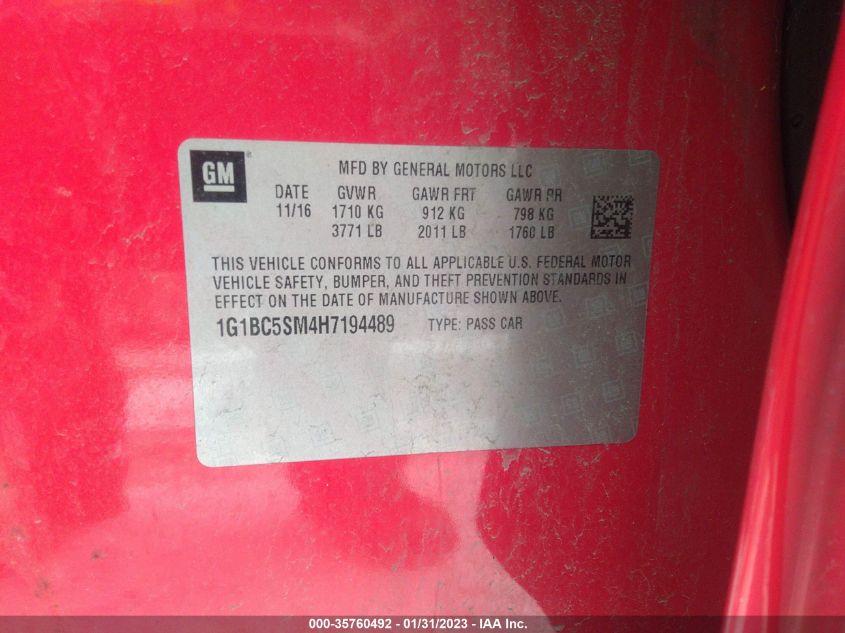 GM
MFD BY GENERAL MOTORS LLC
DATE GVWR GAWR FRT GAWR RR
11/16 1710 KG 912 KG 798 KG
3771 LB 2011 LB 1760 LB
THIS VEHICLE CONFORMS TO ALL APPLICABLE U.S. FEDERAL MOTOR
VEHICLE SAFETY, BUMPER, AND THEFT PREVENTION STANDARDS IN
EFFECT ON THE DATE OF MANUFACTURE SHOWN ABOVE.
1G1BC5SM4H7194489 TYPE: PASS CAR
000-35760492 - 01/31/2023 - IAA Inc.